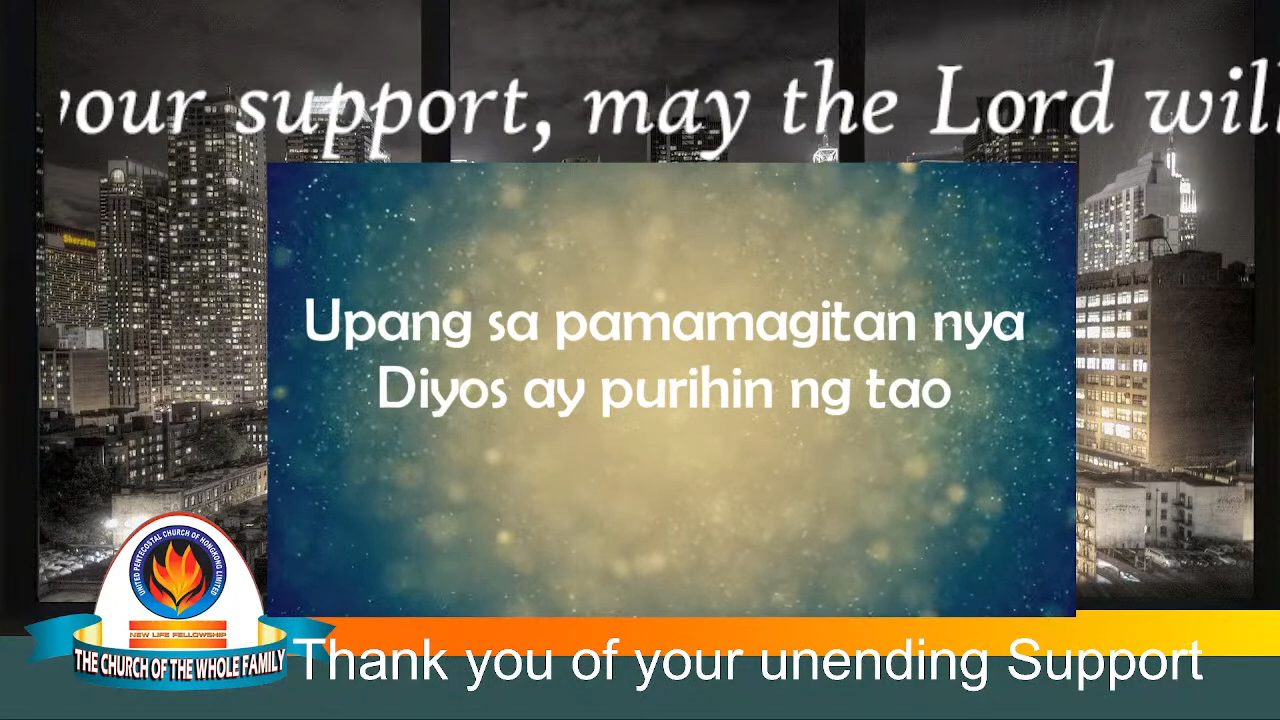 your support, may the Lord will
Sheraton
Upang sa pamamagitan nya
Diyos ay purihin ng tao
UNITED PENTECOSTAL CHURCH OF HONGKONG LIMITED
NEW LIFE FELLOWSHIP
THE CHURCH OF THE WHOLE FAMILY
Thank you of your unending Support